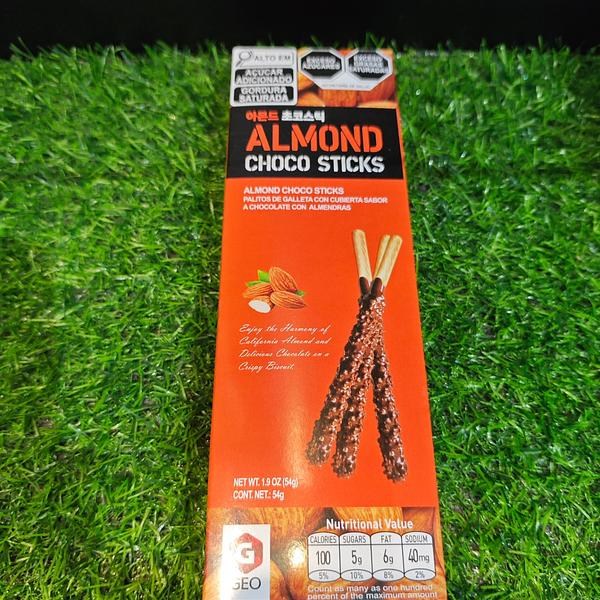 ALTO EM
AÇÚCAR
ADICIONADO
GORDURA
SATURADA
EXCESO
AZÚCARES
EXCESO
GRASAS
SATURADAS
아몬드 초코스틱
ALMOND
CHOCO STICKS
ALMOND CHOCO STICKS
PALITOS DE GALLETA CON CUBIERTA SABOR
A CHOCOLATE CON ALMENDRAS
Enjoy the Harmony of
California Almond and
Delicious Chocolate on a
Crispy Biscuit.
NET WT. 1.9 OZ (54g)
CONT. NET.: 54g
G
GEO
Nutritional Value
CALORIES SUGARS FAT SODIUM
100 5g 6g 40mg
5% 10% 8% 2%
Count as many as one hundred
percent of the maximum amount